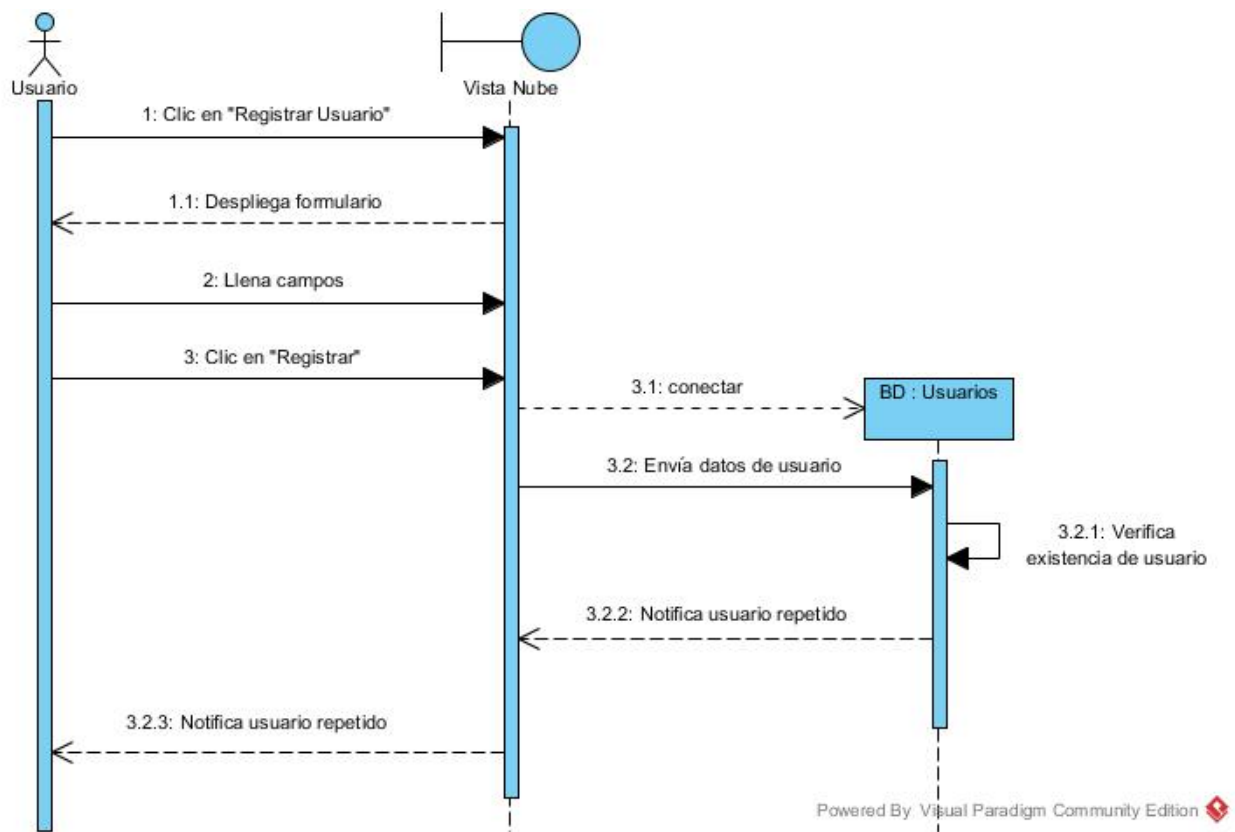 Usuario
Vista Nube
1: Clic en "Registrar Usuario"
1.1: Despliega formulario
2: Llena campos
3: Clic en "Registrar"
3.1: conectar
BD : Usuarios
3.2: Envía datos de usuario
3.2.1: Verifica
existencia de usuario
3.2.2: Notifica usuario repetido
3.2.3: Notifica usuario repetido
Powered By Visual Paradigm Community Edition